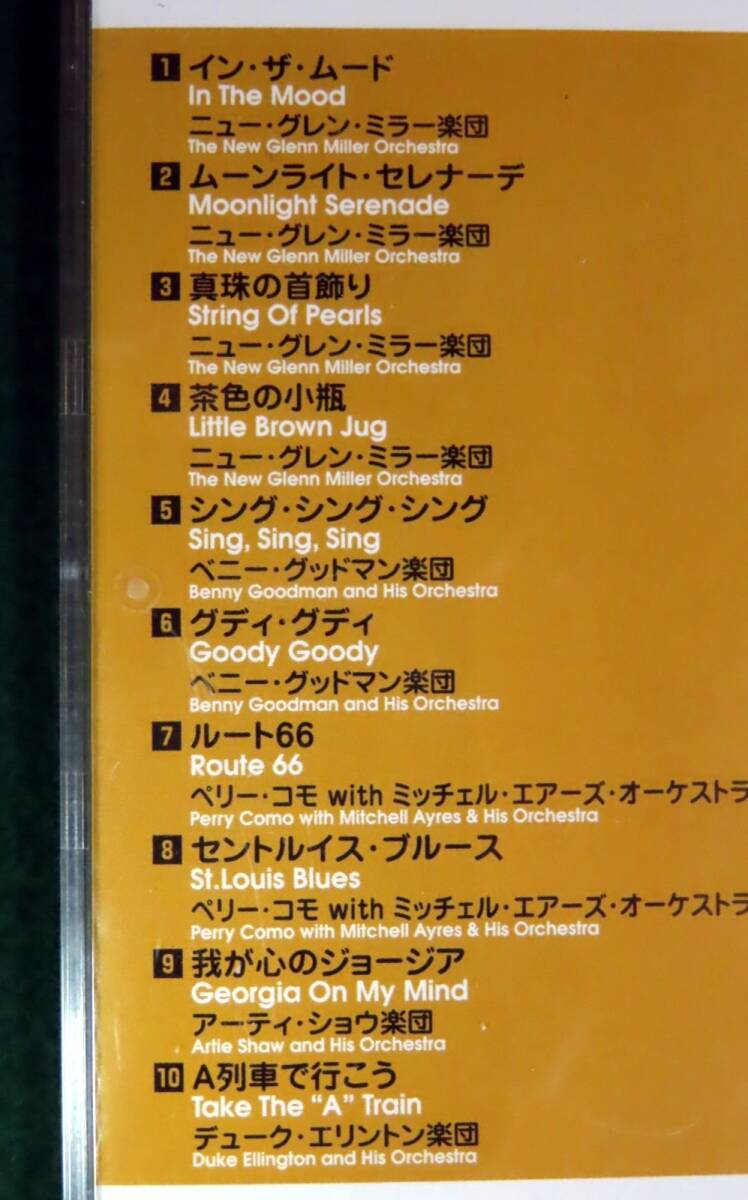 1 イン・ザ・ムード
In The Mood
ニュー・グレン・ミラー楽団
The New Glenn Miller Orchestra
2 ムーンライト・セレナーデ
Moonlight Serenade
ニュー・グレン・ミラー楽団
The New Glenn Miller Orchestra
3 真珠の首飾り
String Of Pearls
ニュー・グレン・ミラー楽団
The New Glenn Miller Orchestra
4 茶色の小瓶
Little Brown Jug
ニュー・グレン・ミラー楽団
The New Glenn Miller Orchestra
5 シング・シング・シング
Sing, Sing, Sing
ベニー・グッドマン楽団
Benny Goodman and His Orchestra
6 グディ・グディ
Goody Goody
ベニー・グッドマン楽団
Benny Goodman and His Orchestra
7 ルート66
Route 66
ペリー・コモ with ミッチェル・エアーズ・オーケストラ
Perry Como with Mitchell Ayres & His Orchestra
8 セントルイス・ブルース
St.Louis Blues
ペリー・コモ with ミッチェル・エアーズ・オーケストラ
Perry Como with Mitchell Ayres & His Orchestra
9 我が心のジョージア
Georgia On My Mind
アーティ・ショウ楽団
Artie Shaw and His Orchestra
10 A列車で行こう
Take The “A” Train
デューク・エリントン楽団
Duke Ellington and His Orchestra